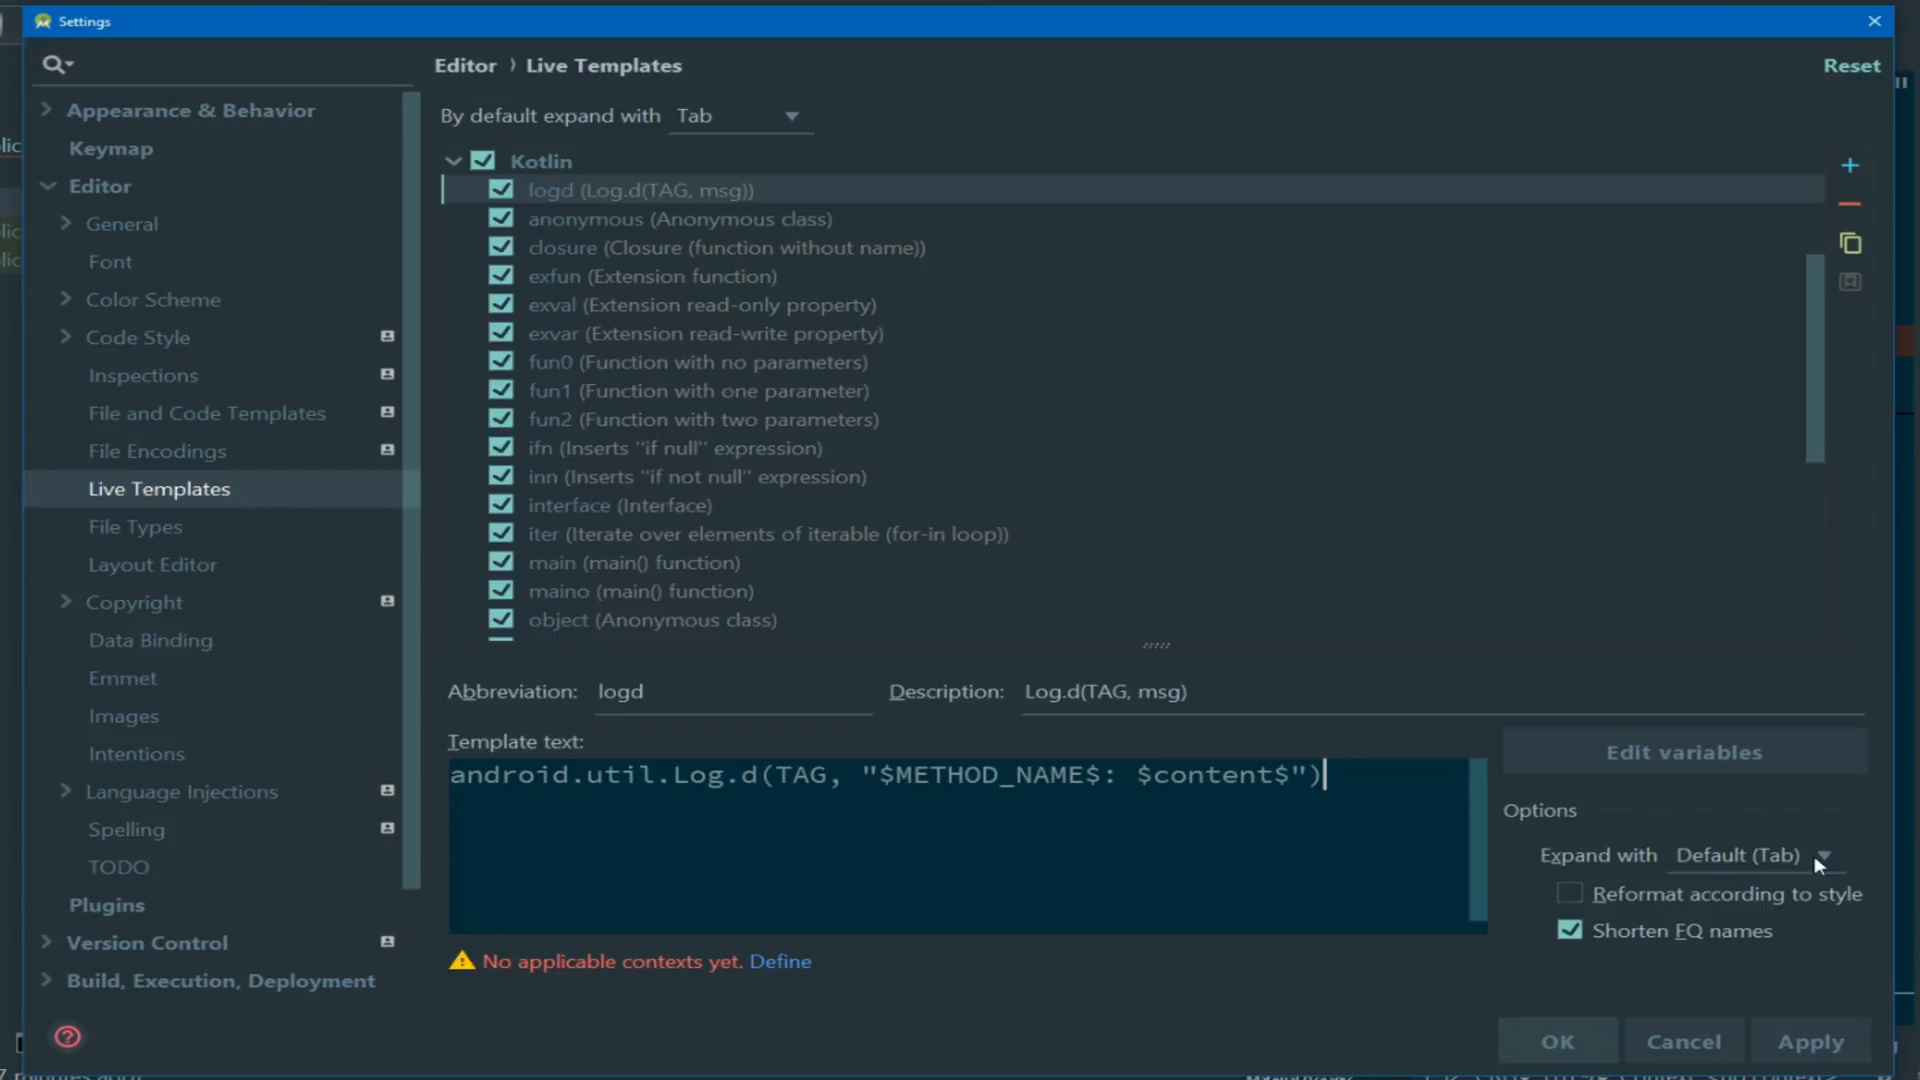 Settings
Editor › Live Templates
Reset
Appearance & Behavior
Keymap
Editor
General
Font
Color Scheme
Code Style
Inspections
File and Code Templates
File Encodings
Live Templates
File Types
Layout Editor
Copyright
Data Binding
Emmet
Images
Intentions
Language Injections
Spelling
TODO
Plugins
Version Control
Build, Execution, Deployment
By default expand with Tab
Kotlin
logd (Log.d(TAG, msg))
anonymous (Anonymous class)
closure (Closure (function without name))
exfun (Extension function)
exval (Extension read-only property)
exvar (Extension read-write property)
fun0 (Function with no parameters)
fun1 (Function with one parameter)
fun2 (Function with two parameters)
ifn (Inserts ''if null'' expression)
inn (Inserts ''if not null'' expression)
interface (Interface)
iter (Iterate over elements of iterable (for-in loop))
main (main() function)
maino (main() function)
object (Anonymous class)
Abbreviation: logd Description: Log.d(TAG, msg)
Template text:
android.util.Log.d(TAG, "$METHOD_NAME$: $content$")
Edit variables
Options
Expand with Default (Tab)
Reformat according to style
Shorten FQ names
No applicable contexts yet. Define
OK Cancel Apply